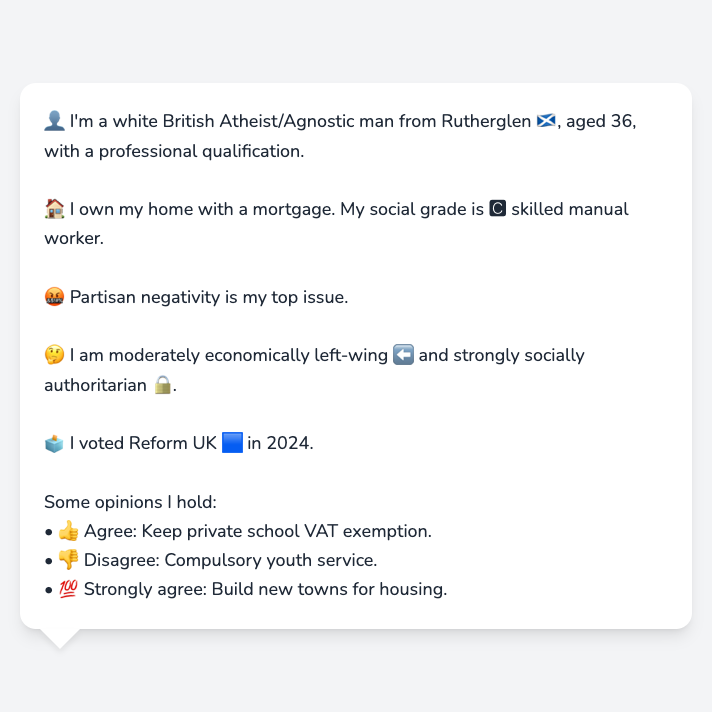 👤 I'm a white British Atheist/Agnostic man from Rutherglen 🏴󠁧󠁢󠁳󠁣󠁴󠁿, aged 36,
with a professional qualification.
🏠 I own my home with a mortgage. My social grade is 🅲 skilled manual
worker.
🤬 Partisan negativity is my top issue.
🤔 I am moderately economically left-wing ⬅️ and strongly socially
authoritarian 🔒.
🗳️ I voted Reform UK 🟦 in 2024.
Some opinions I hold:
• 👍 Agree: Keep private school VAT exemption.
• 👎 Disagree: Compulsory youth service.
• 💯 Strongly agree: Build new towns for housing.